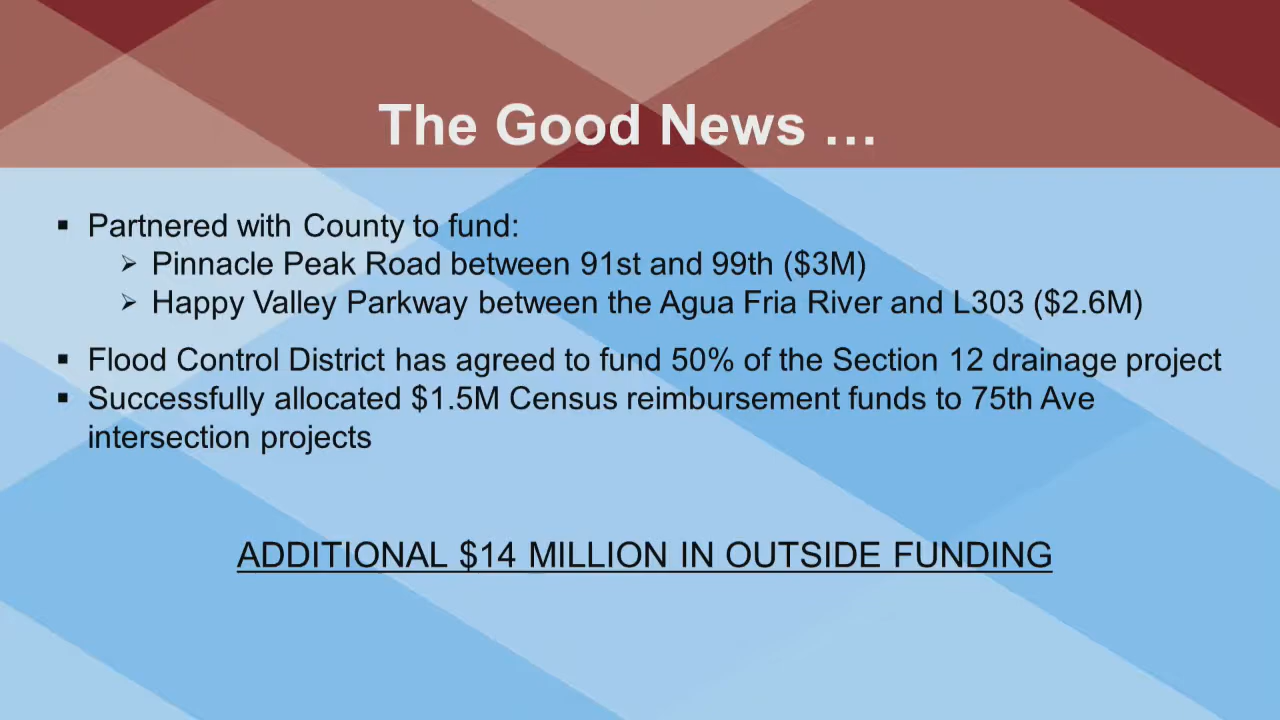 The Good News …
▪ Partnered with County to fund:
➢ Pinnacle Peak Road between 91st and 99th ($3M)
➢ Happy Valley Parkway between the Agua Fria River and L303 ($2.6M)
▪ Flood Control District has agreed to fund 50% of the Section 12 drainage project
▪ Successfully allocated $1.5M Census reimbursement funds to 75th Ave
intersection projects
ADDITIONAL $14 MILLION IN OUTSIDE FUNDING